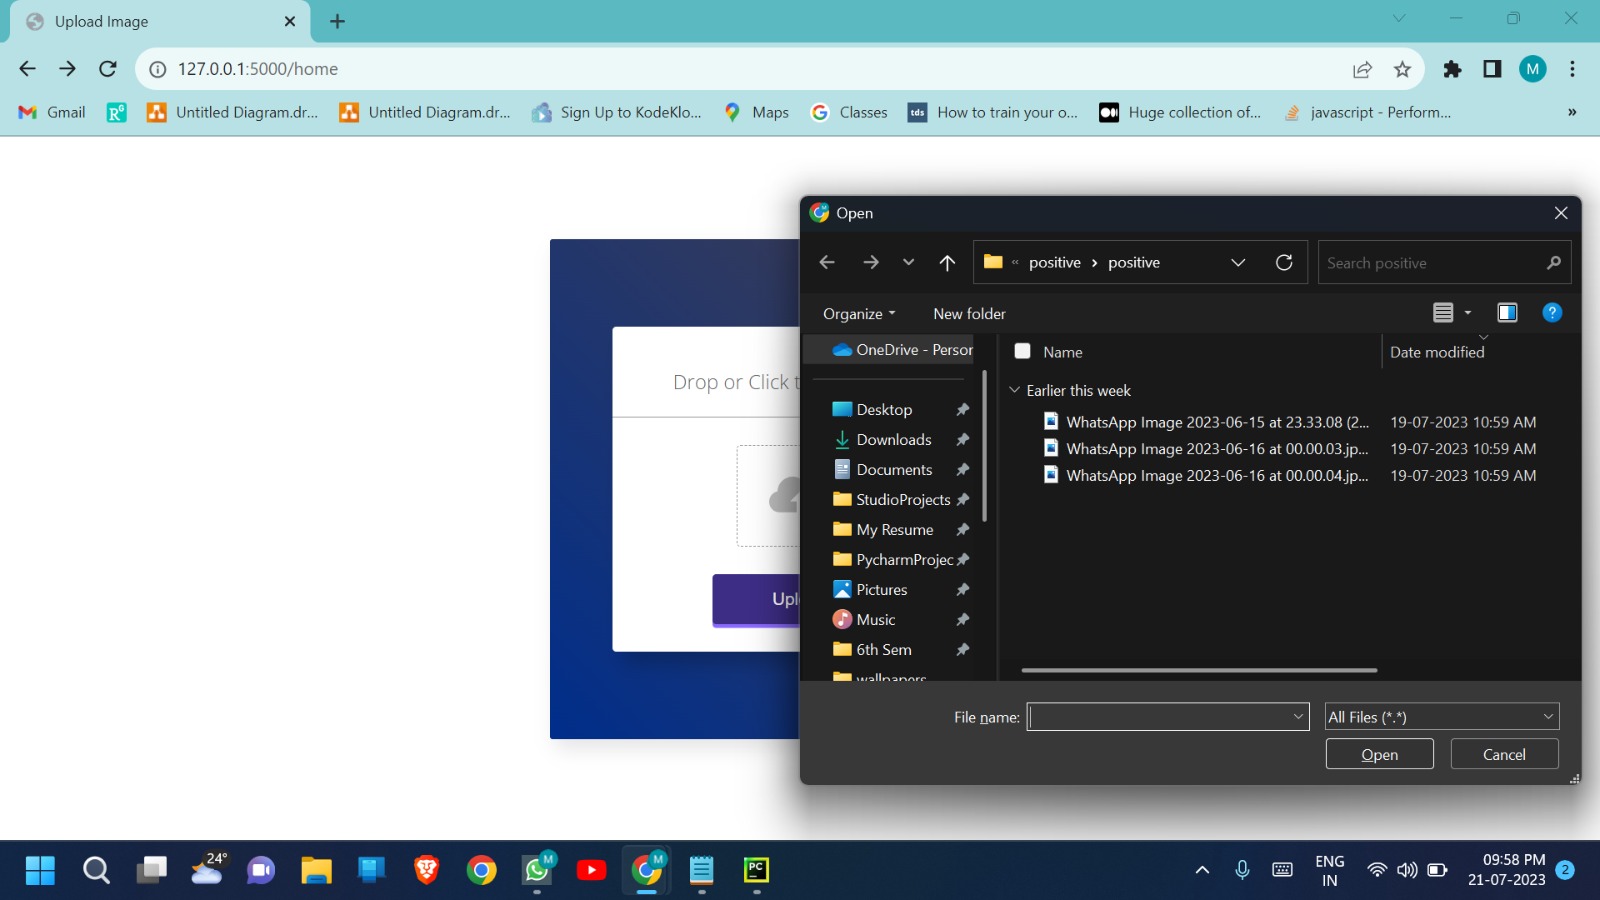 Upload Image
127.0.0.1:5000/home
M
Gmail
RG
Untitled Diagram.dr...
Untitled Diagram.dr...
Sign Up to KodeKlo...
Maps
Classes
tds
How to train your o...
Huge collection of...
javascript - Perform...
»
Open
« positive › positive
Search positive
Organize
New folder
?
OneDrive - Person
Name
Date modified
Earlier this week
Desktop
WhatsApp Image 2023-06-15 at 23.33.08 (2... 19-07-2023 10:59 AM
Downloads
WhatsApp Image 2023-06-16 at 00.00.03.jp... 19-07-2023 10:59 AM
Documents
WhatsApp Image 2023-06-16 at 00.00.04.jp... 19-07-2023 10:59 AM
StudioProjects
My Resume
PycharmProjec
Pictures
Music
6th Sem
wallpapers
Drop or Click t
Upl
File name:
All Files (*.*)
Open
Cancel
24°
M
M
PC
ENG
IN
09:58 PM
21-07-2023
2